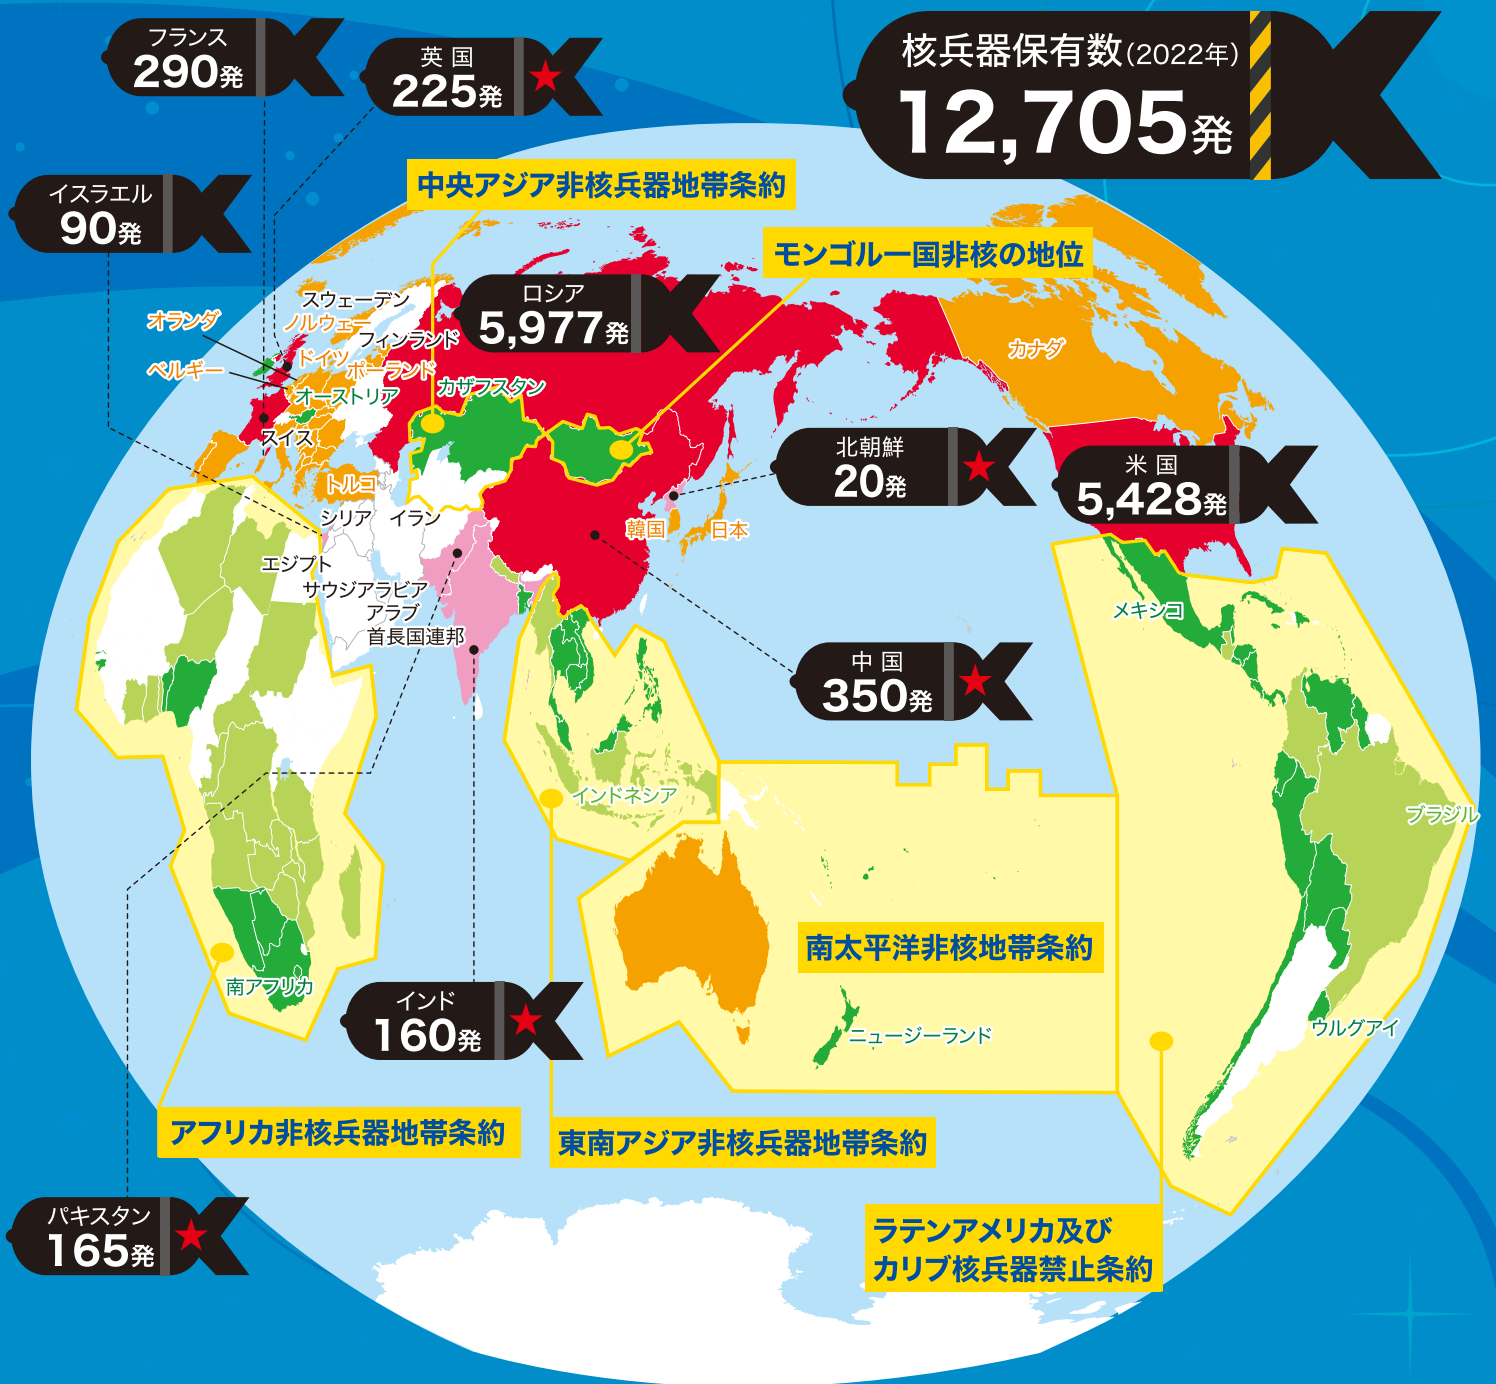 フランス
290発
英国
225発
核兵器保有数(2022年)
12,705発
イスラエル
90発
中央アジア非核兵器地帯条約
モンゴル一国非核の地位
ロシア
5,977発
スウェーデン
オランダ
ノルウェー
フィンランド
ドイツ
ベルギー
ポーランド
オーストリア
カザフスタン
カナダ
スイス
トルコ
北朝鮮
20発
米国
5,428発
シリア
イラン
韓国
日本
エジプト
サウジアラビア
アラブ
首長国連邦
メキシコ
中国
350発
インドネシア
ブラジル
南太平洋非核地帯条約
南アフリカ
インド
160発
ニュージーランド
ウルグアイ
アフリカ非核兵器地帯条約
東南アジア非核兵器地帯条約
パキスタン
165発
ラテンアメリカ及び
カリブ核兵器禁止条約